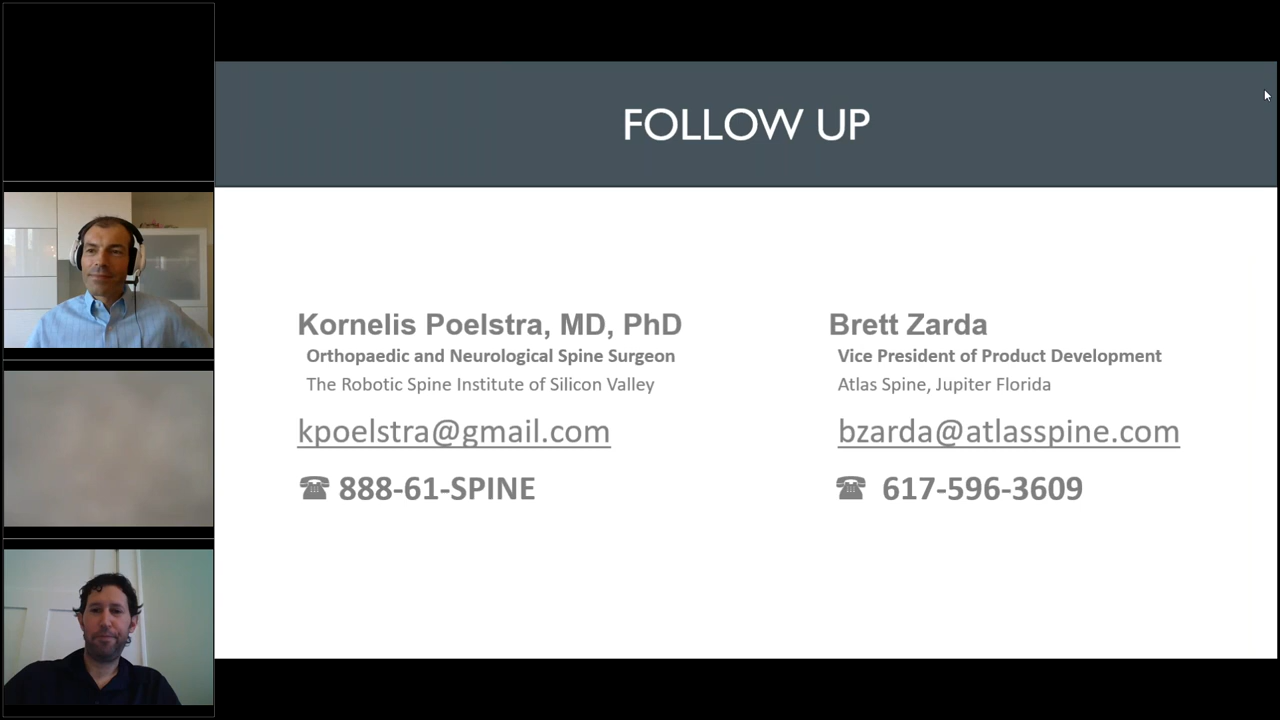 FOLLOW UP
Kornelis Poelstra, MD, PhD
Orthopaedic and Neurological Spine Surgeon
The Robotic Spine Institute of Silicon Valley
kpoelstra@gmail.com
☎ 888-61-SPINE
Brett Zarda
Vice President of Product Development
Atlas Spine, Jupiter Florida
bzarda@atlasspine.com
☎ 617-596-3609